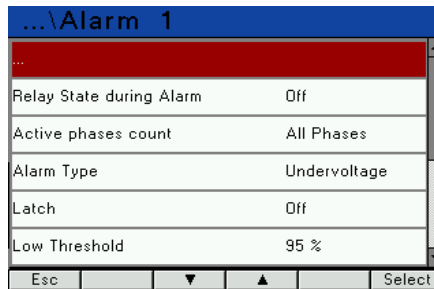 ...\Alarm 1
...
Relay State during Alarm Off
Active phases count All Phases
Alarm Type Undervoltage
Latch Off
Low Threshold 95 %
Esc ▼ ▲ Select